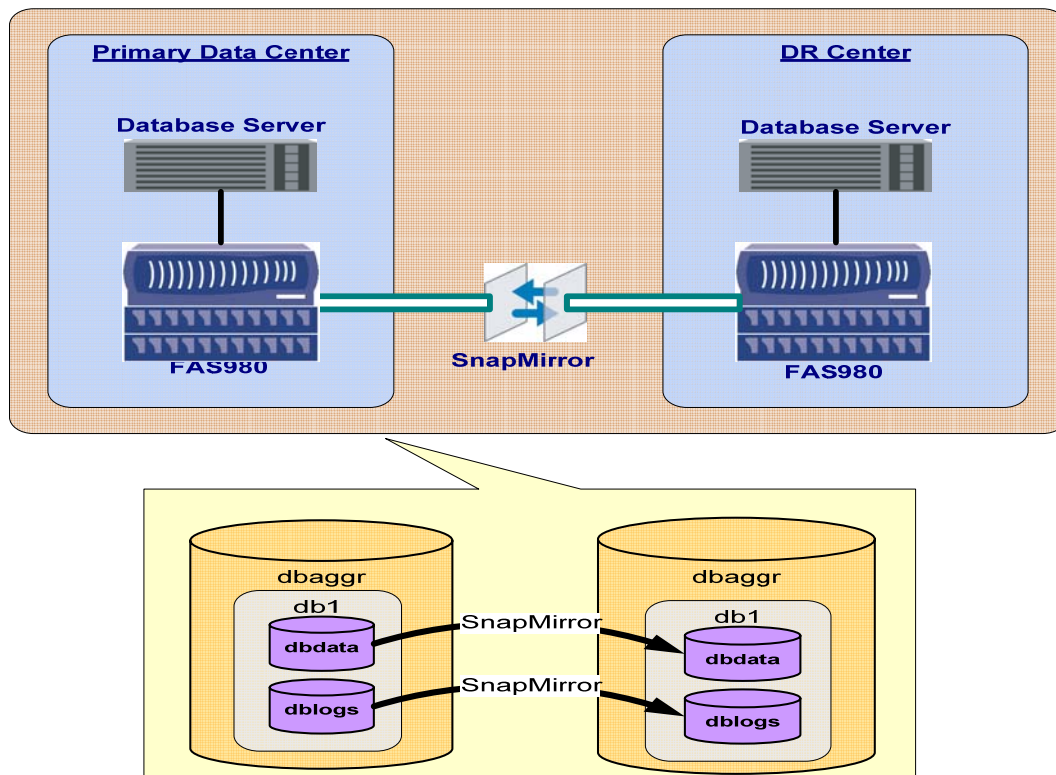 Primary Data Center
DR Center
Database Server
Database Server
FAS980
SnapMirror
FAS980
dbaggr
dbaggr
db1
db1
SnapMirror
dbdata
dbdata
SnapMirror
dblogs
dblogs